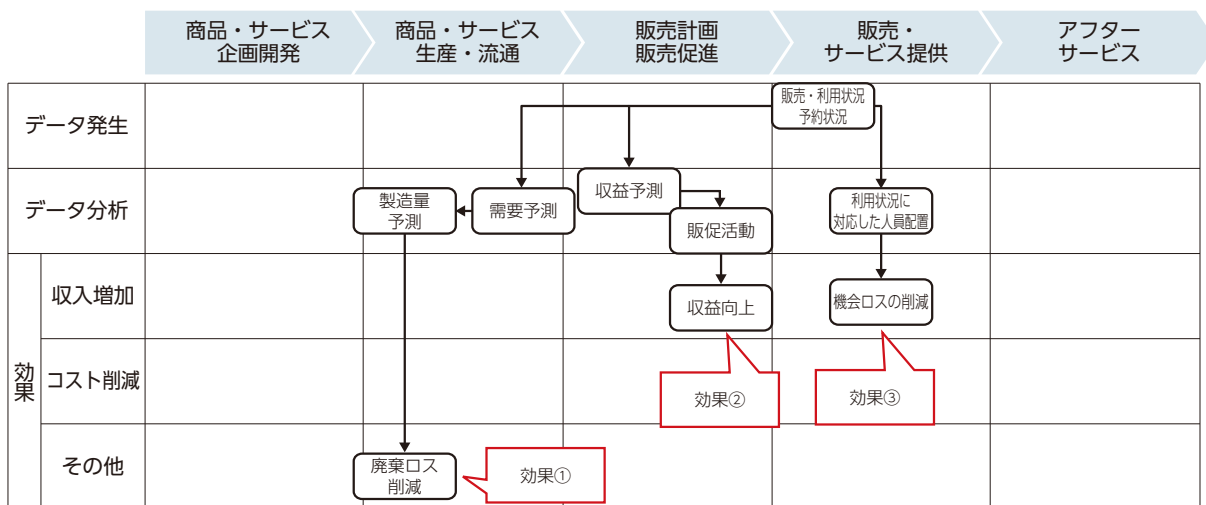 商品・サービス
企画開発
商品・サービス
生産・流通
販売計画
販売促進
販売・
サービス提供
アフター
サービス
データ発生
販売・利用状況
予約状況
データ分析
製造量
予測
需要予測
収益予測
販促活動
利用状況に
対応した人員配置
効果
収入増加
収益向上
機会ロスの削減
コスト削減
効果②
効果③
その他
廃棄ロス
削減
効果①